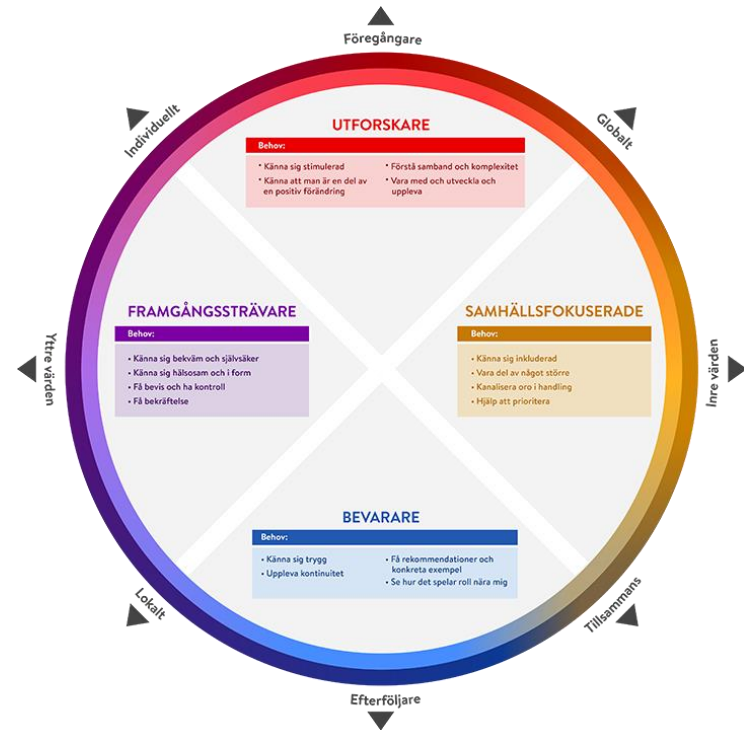 Föregångare
Individuellt
Globalt
UTFORSKARE
Behov:
• Känna sig stimulerad
• Känna att man är en del av
en positiv förändring
• Förstå samband och komplexitet
• Vara med och utveckla och
uppleva
FRAMGÅNGSSTRÄVARE
Behov:
• Känna sig bekväm och självsäker
• Känna sig hälsosam och i form
• Få bevis och ha kontroll
• Få bekräftelse
SAMHÄLLSFOKUSERADE
Behov:
• Känna sig inkluderad
• Vara del av något större
• Kanalisera oro i handling
• Hjälp att prioritera
Yttre värden
Inre värden
BEVARARE
Behov:
• Känna sig trygg
• Uppleva kontinuitet
• Få rekommendationer och
konkreta exempel
• Se hur det spelar roll nära mig
Lokalt
Tillsammans
Efterföljare